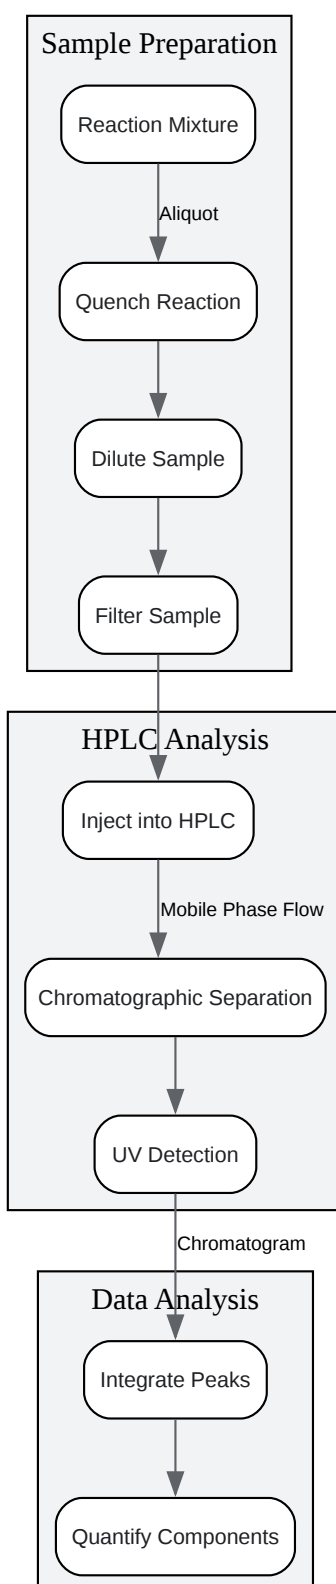 Sample Preparation
Reaction Mixture
Aliquot
Quench Reaction
Dilute Sample
Filter Sample
HPLC Analysis
Inject into HPLC
Mobile Phase Flow
Chromatographic Separation
UV Detection
Chromatogram
Data Analysis
Integrate Peaks
Quantify Components